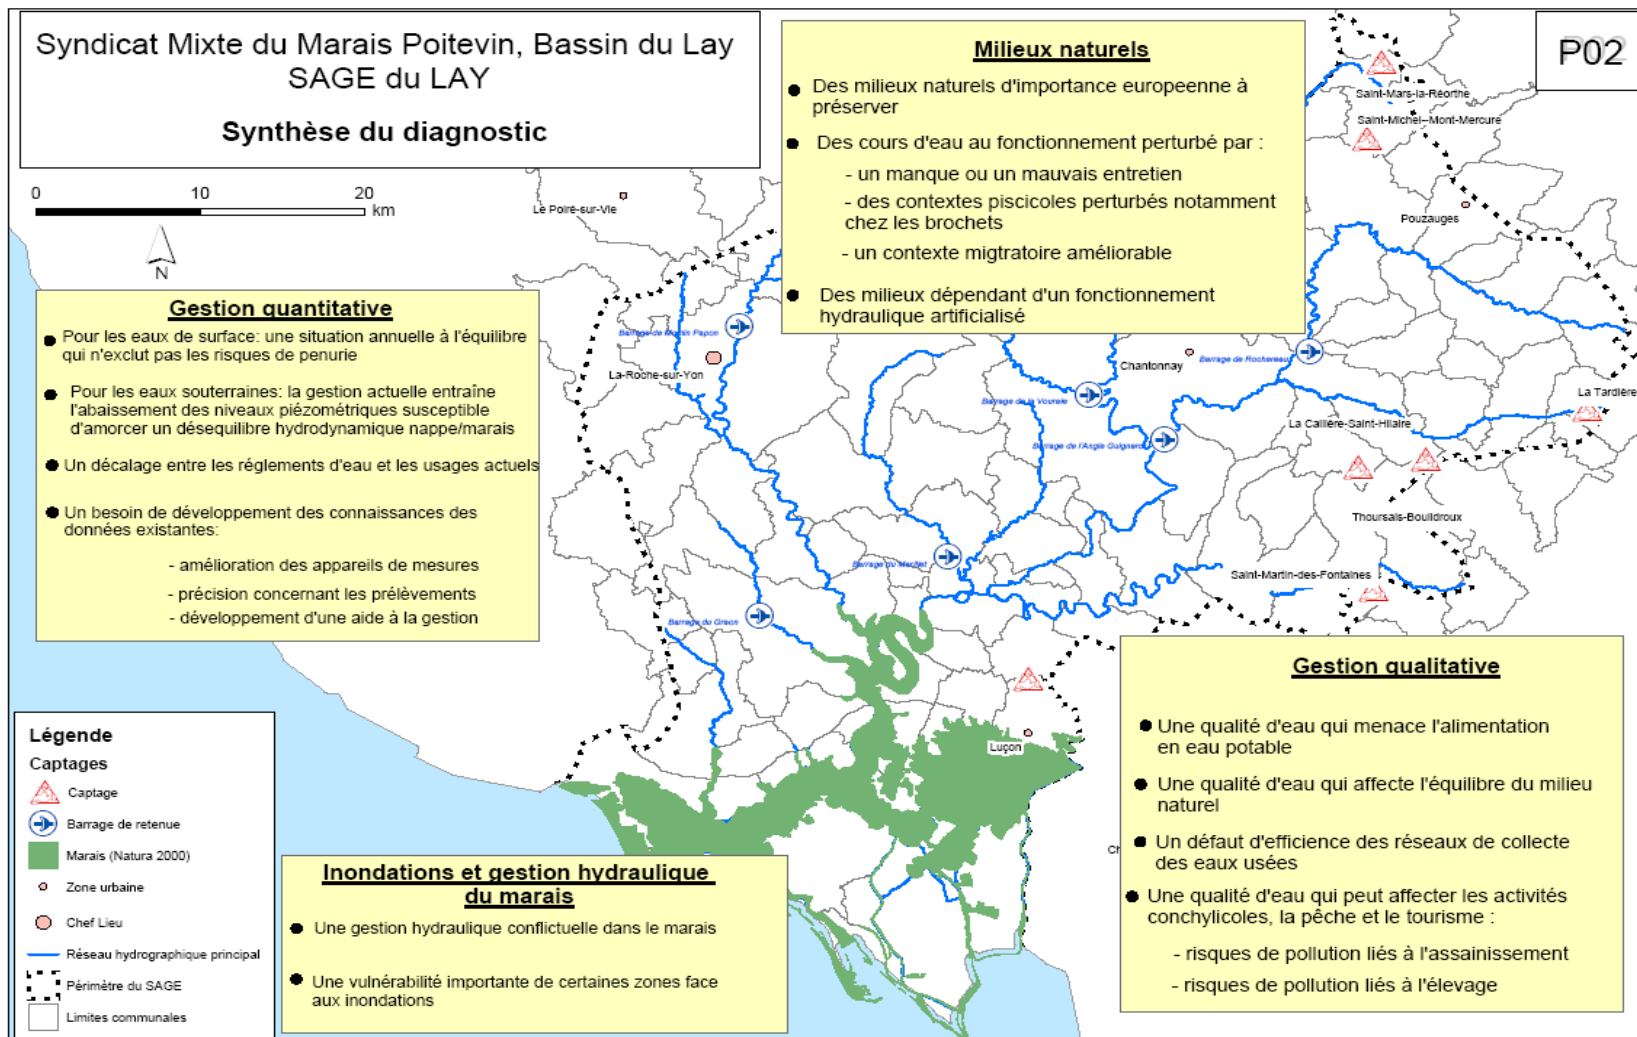 Syndicat Mixte du Marais Poitevin, Bassin du Lay
SAGE du LAY
Synthèse du diagnostic
P02
0 10 20
km
N
Milieux naturels
Des milieux naturels d'importance europeenne à
préserver
Des cours d'eau au fonctionnement perturbé par :
- un manque ou un mauvais entretien
- des contextes piscicoles perturbés notamment
chez les brochets
- un contexte migtratoire améliorable
Des milieux dépendant d'un fonctionnement
hydraulique artificialisé
Gestion quantitative
Pour les eaux de surface: une situation annuelle à l'équilibre
qui n'exclut pas les risques de penurie
Pour les eaux souterraines: la gestion actuelle entraîne
l'abaissement des niveaux piézométriques susceptible
d'amorcer un désequilibre hydrodynamique nappe/marais
Un décalage entre les réglements d'eau et les usages actuels
Un besoin de développement des connaissances des
données existantes:
- amélioration des appareils de mesures
- précision concernant les prélèvements
- développement d'une aide à la gestion
Saint-Mars-la-Réorthe
Saint-Michel-Mont-Mercure
Le Poiré-sur-Vie
Pouzauges
Barrage de Moulin Papon
La-Roche-sur-Yon
Chantonnay
Barrage de Rochereau
La Tardière
Barrage de la Vouraie
La Caillère-Saint-Hilaire
Barrage de l'Angle Guignard
Thoursais-Bouildroux
Barrage du Marillet
Saint-Martin-des-Fontaines
Barrage du Graon
Luçon
Ch
Gestion qualitative
Une qualité d'eau qui menace l'alimentation
en eau potable
Une qualité d'eau qui affecte l'équilibre du milieu
naturel
Un défaut d'efficience des réseaux de collecte
des eaux usées
Une qualité d'eau qui peut affecter les activités
conchylicoles, la pêche et le tourisme :
- risques de pollution liés à l'assainissement
- risques de pollution liés à l'élevage
Inondations et gestion hydraulique
du marais
Une gestion hydraulique conflictuelle dans le marais
Une vulnérabilité importante de certaines zones face
aux inondations
Légende
Captages
Captage
Barrage de retenue
Marais (Natura 2000)
Zone urbaine
Chef Lieu
Réseau hydrographique principal
Périmètre du SAGE
Limites communales